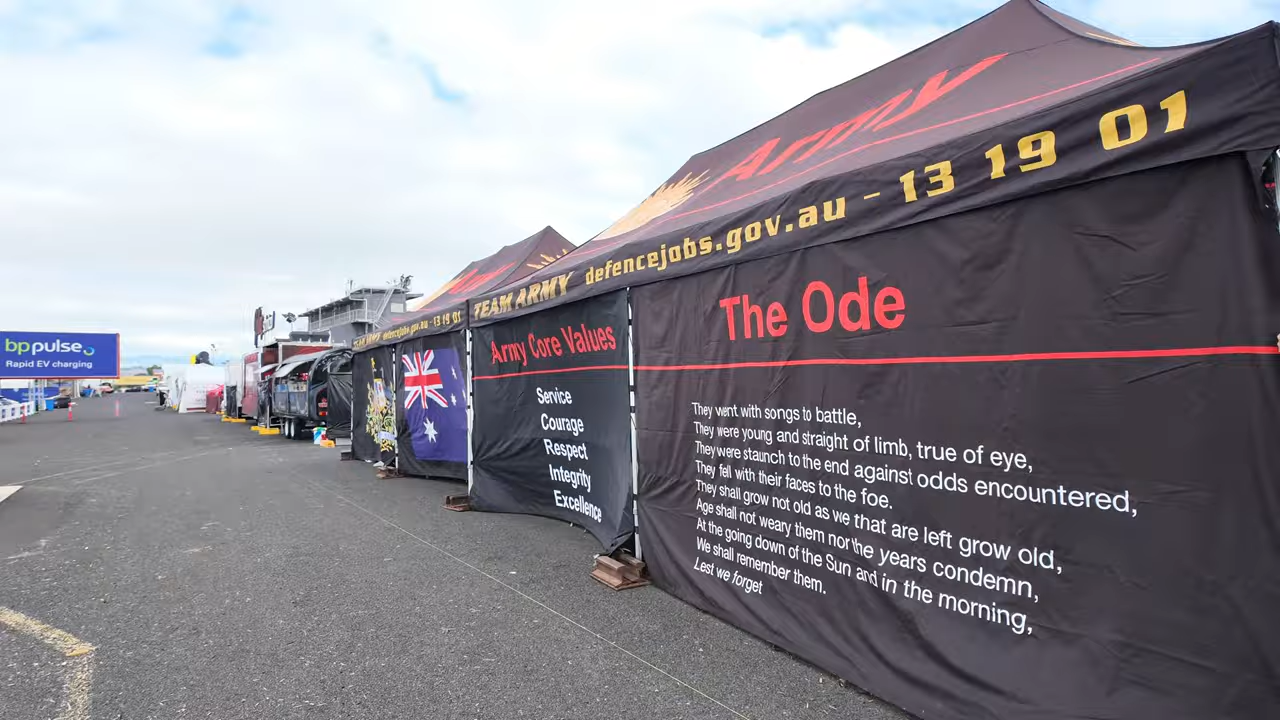 bp pulse
Rapid EV charging
Army
TEAM ARMY defencejobs.gov.au - 13 19 01
Army
TEAM ARMY defencejobs.gov.au - 13 19 01
Army Core Values
Service
Courage
Respect
Integrity
Excellence
The Ode
They went with songs to battle,
They were young and straight of limb, true of eye,
They were staunch to the end against odds encountered,
They fell with their faces to the foe.
They shall grow not old as we that are left grow old,
Age shall not weary them nor the years condemn,
At the going down of the Sun and in the morning,
We shall remember them.
Lest we forget